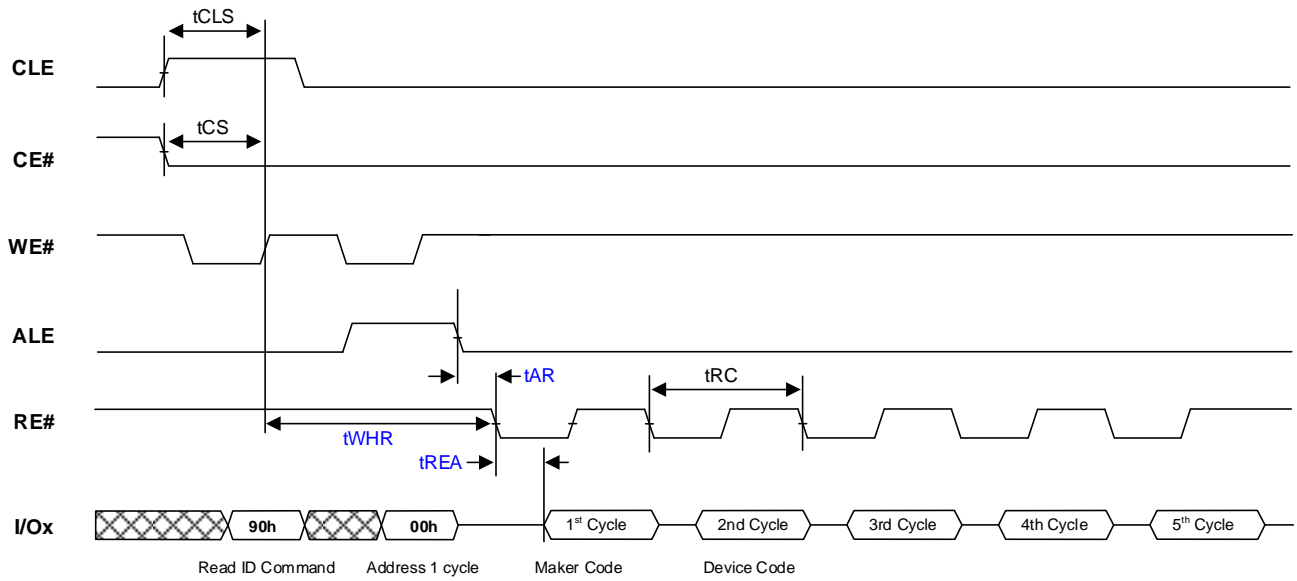 tCLS
CLE
tCS
CE#
WE#
ALE
tAR
tRC
RE#
tWHR
tREA
I/Ox
90h
00h
1st Cycle
2nd Cycle
3rd Cycle
4th Cycle
5th Cycle
Read ID Command
Address 1 cycle
Maker Code
Device Code